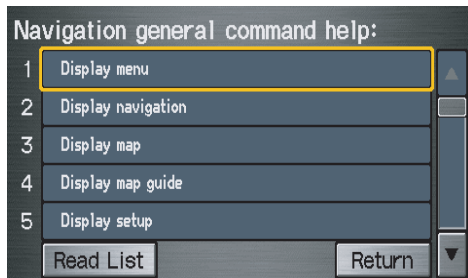 Navigation general command help:
1 Display menu
2 Display navigation
3 Display map
4 Display map guide
5 Display setup
Read List Return